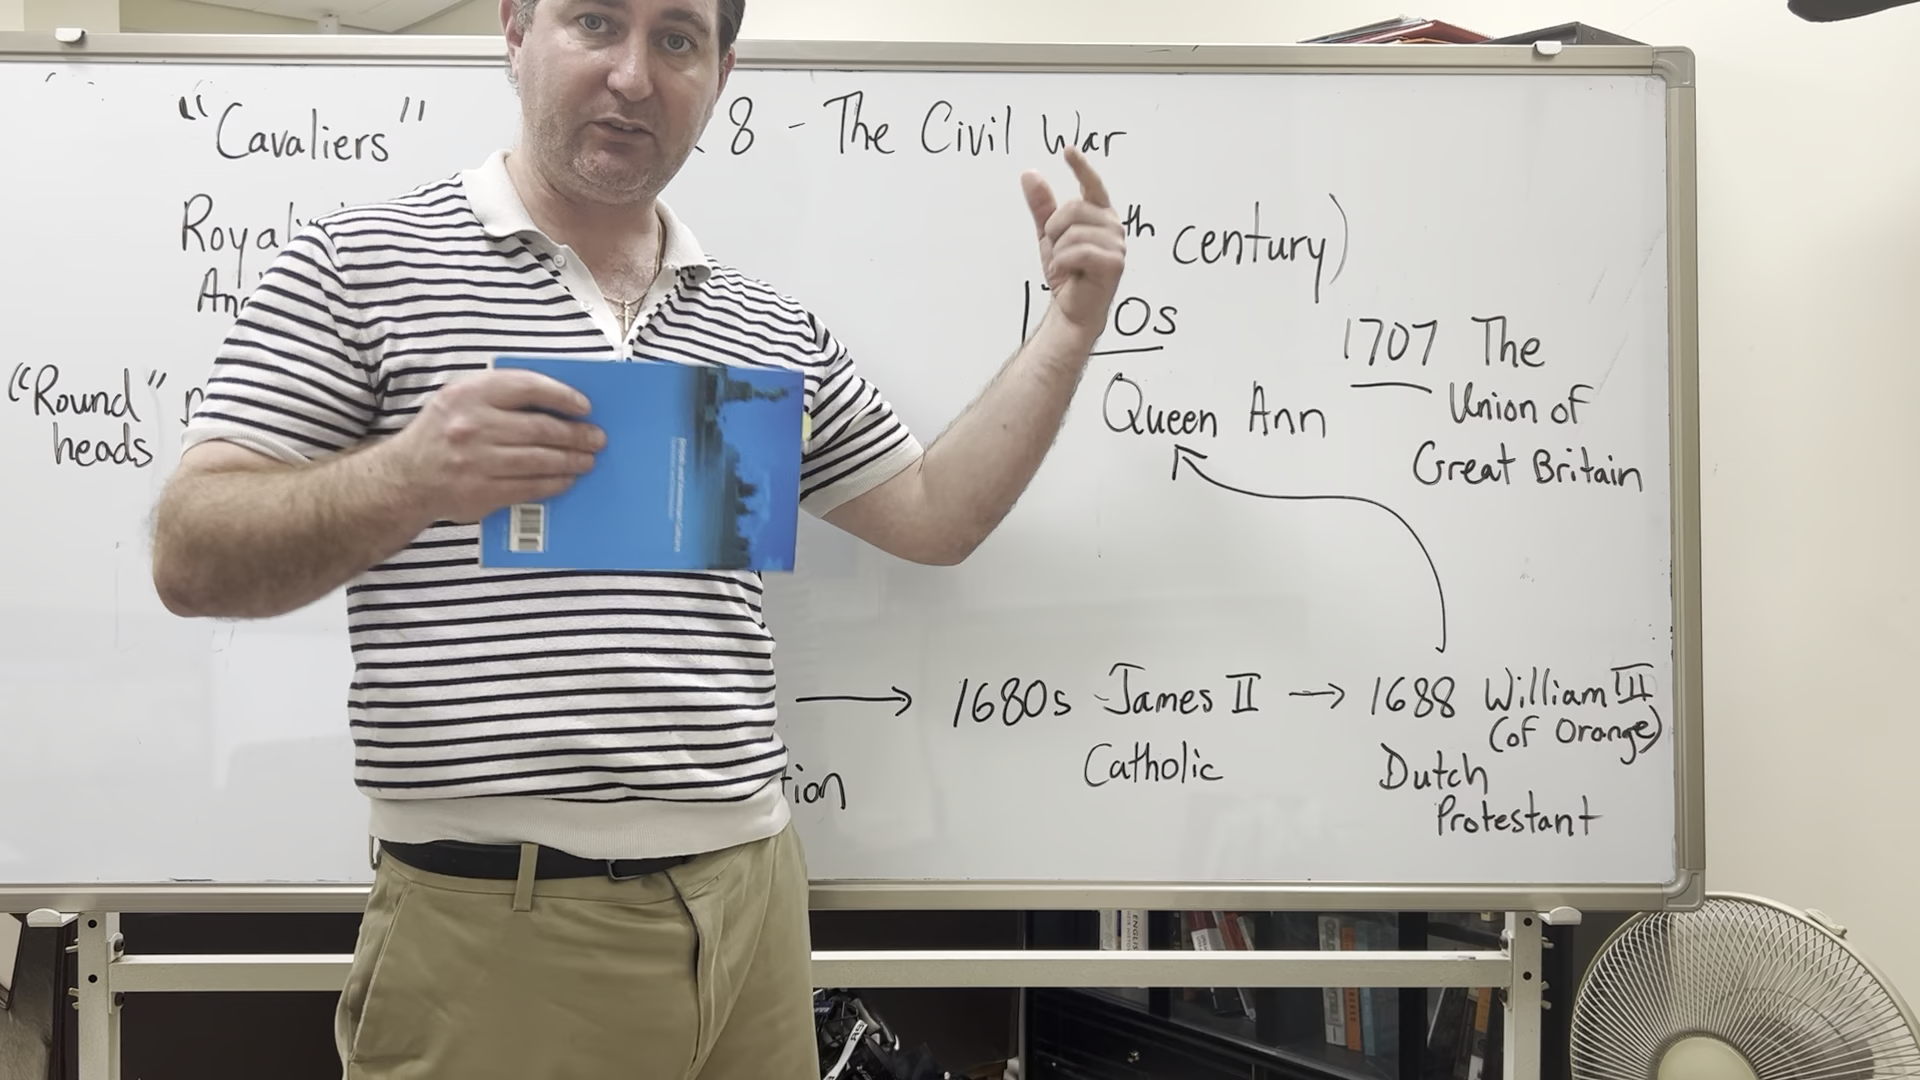 "Cavaliers"
8 - The Civil War
Royal
th century)
"Round"
heads
0s
1707 The
Union of
Great Britain
Queen Ann
1680s James II
Catholic
1688 William III
(of Orange)
Dutch
Protestant
tion